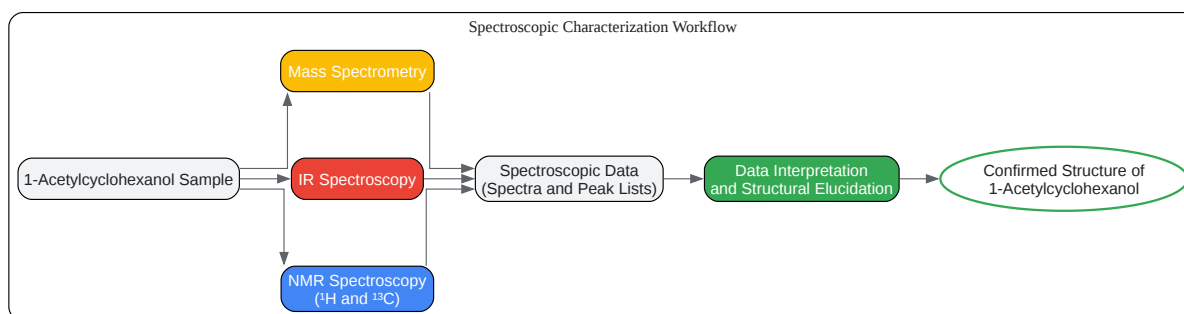 Spectroscopic Characterization Workflow
Mass Spectrometry
1-Acetylcyclohexanol Sample
IR Spectroscopy
NMR Spectroscopy
(¹H and ¹³C)
Spectroscopic Data
(Spectra and Peak Lists)
Data Interpretation
and Structural Elucidation
Confirmed Structure of
1-Acetylcyclohexanol